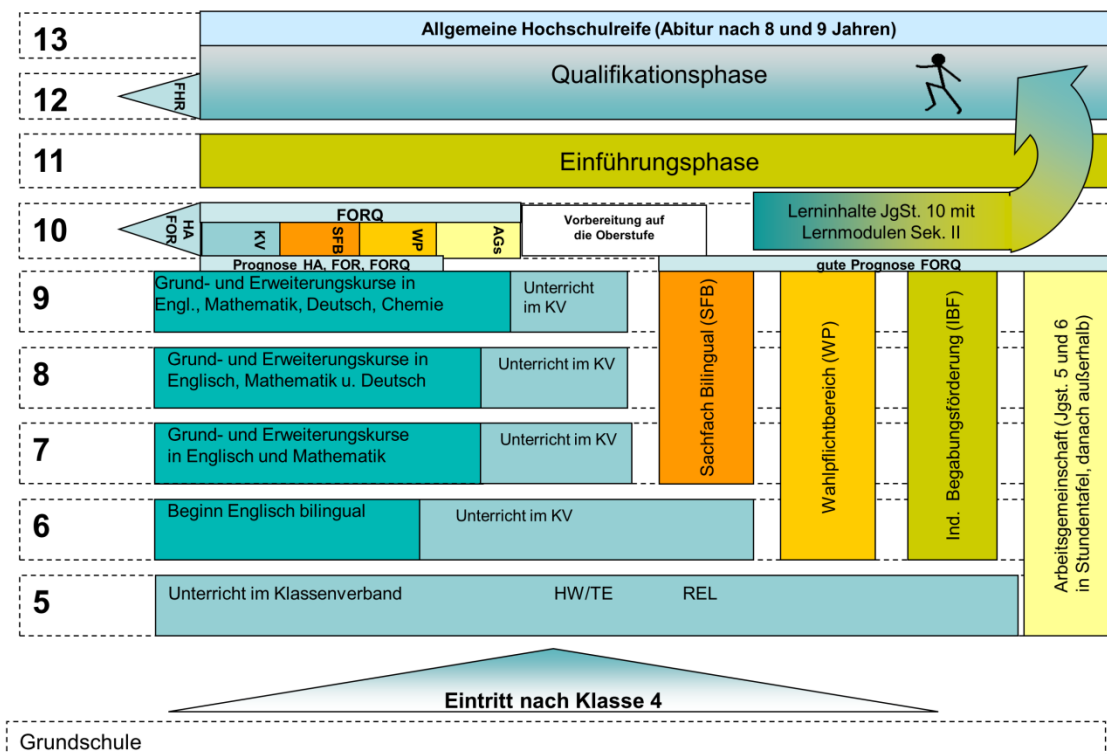 13
Allgemeine Hochschulreife (Abitur nach 8 und 9 Jahren)
Qualifikationsphase
12
FHR
11
Einführungsphase
10
HA
FOR
FORQ
KV
SFB
WP
AGs
Vorbereitung auf
die Oberstufe
Lerninhalte JgSt. 10 mit
Lernmodulen Sek. II
Prognose HA, FOR, FORQ
gute Prognose FORQ
9
Grund- und Erweiterungskurse in
Engl., Mathematik, Deutsch, Chemie
Unterricht
im KV
8
Grund- und Erweiterungskurse in
Englisch, Mathematik u. Deutsch
Unterricht im KV
7
Grund- und Erweiterungskurse
in Englisch und Mathematik
Unterricht im KV
Sachfach Bilingual (SFB)
Wahlpflichtbereich (WP)
Ind. Begabungsförderung (IBF)
Arbeitsgemeinschaft (Jgst. 5 und 6
in Stundentafel, danach außerhalb)
6
Beginn Englisch bilingual
Unterricht im KV
5
Unterricht im Klassenverband
HW/TE
REL
Eintritt nach Klasse 4
Grundschule